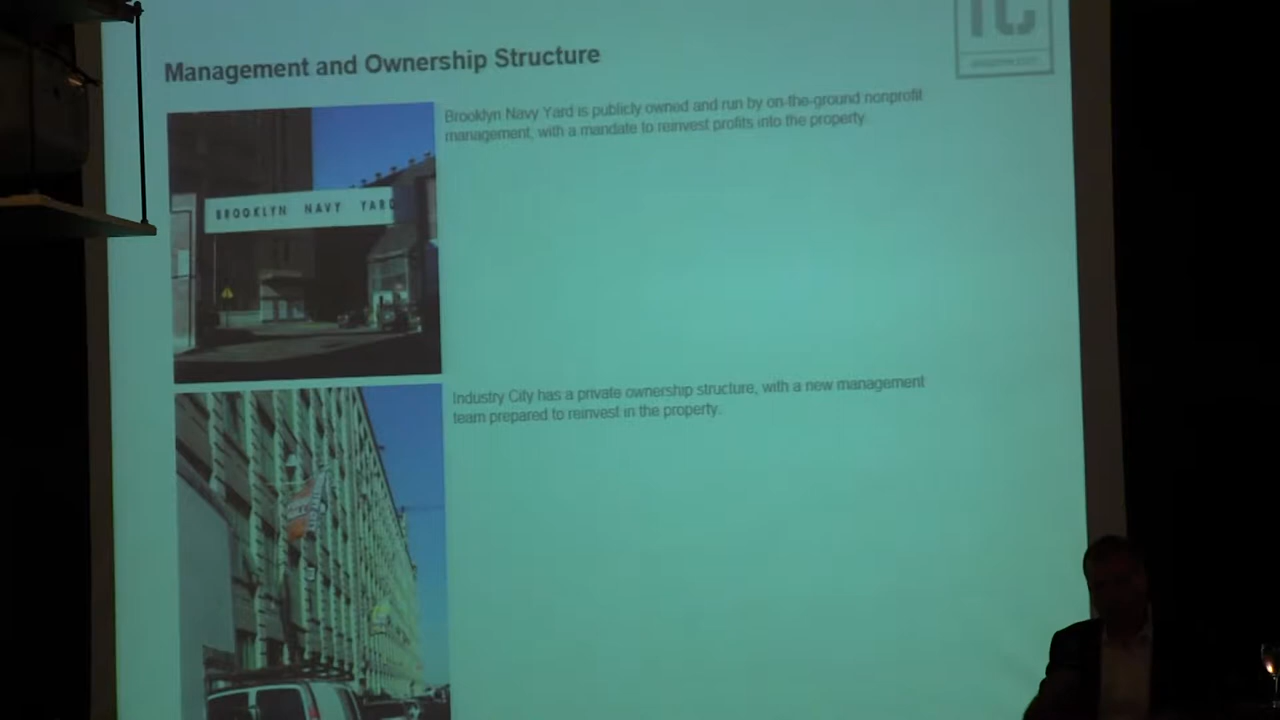 Management and Ownership Structure
Brooklyn Navy Yard is publicly owned and run by on-the-ground nonprofit
management, with a mandate to reinvest profits into the property.
BROOKLYN NAVY YARD
Industry City has a private ownership structure, with a new management
team prepared to reinvest in the property.